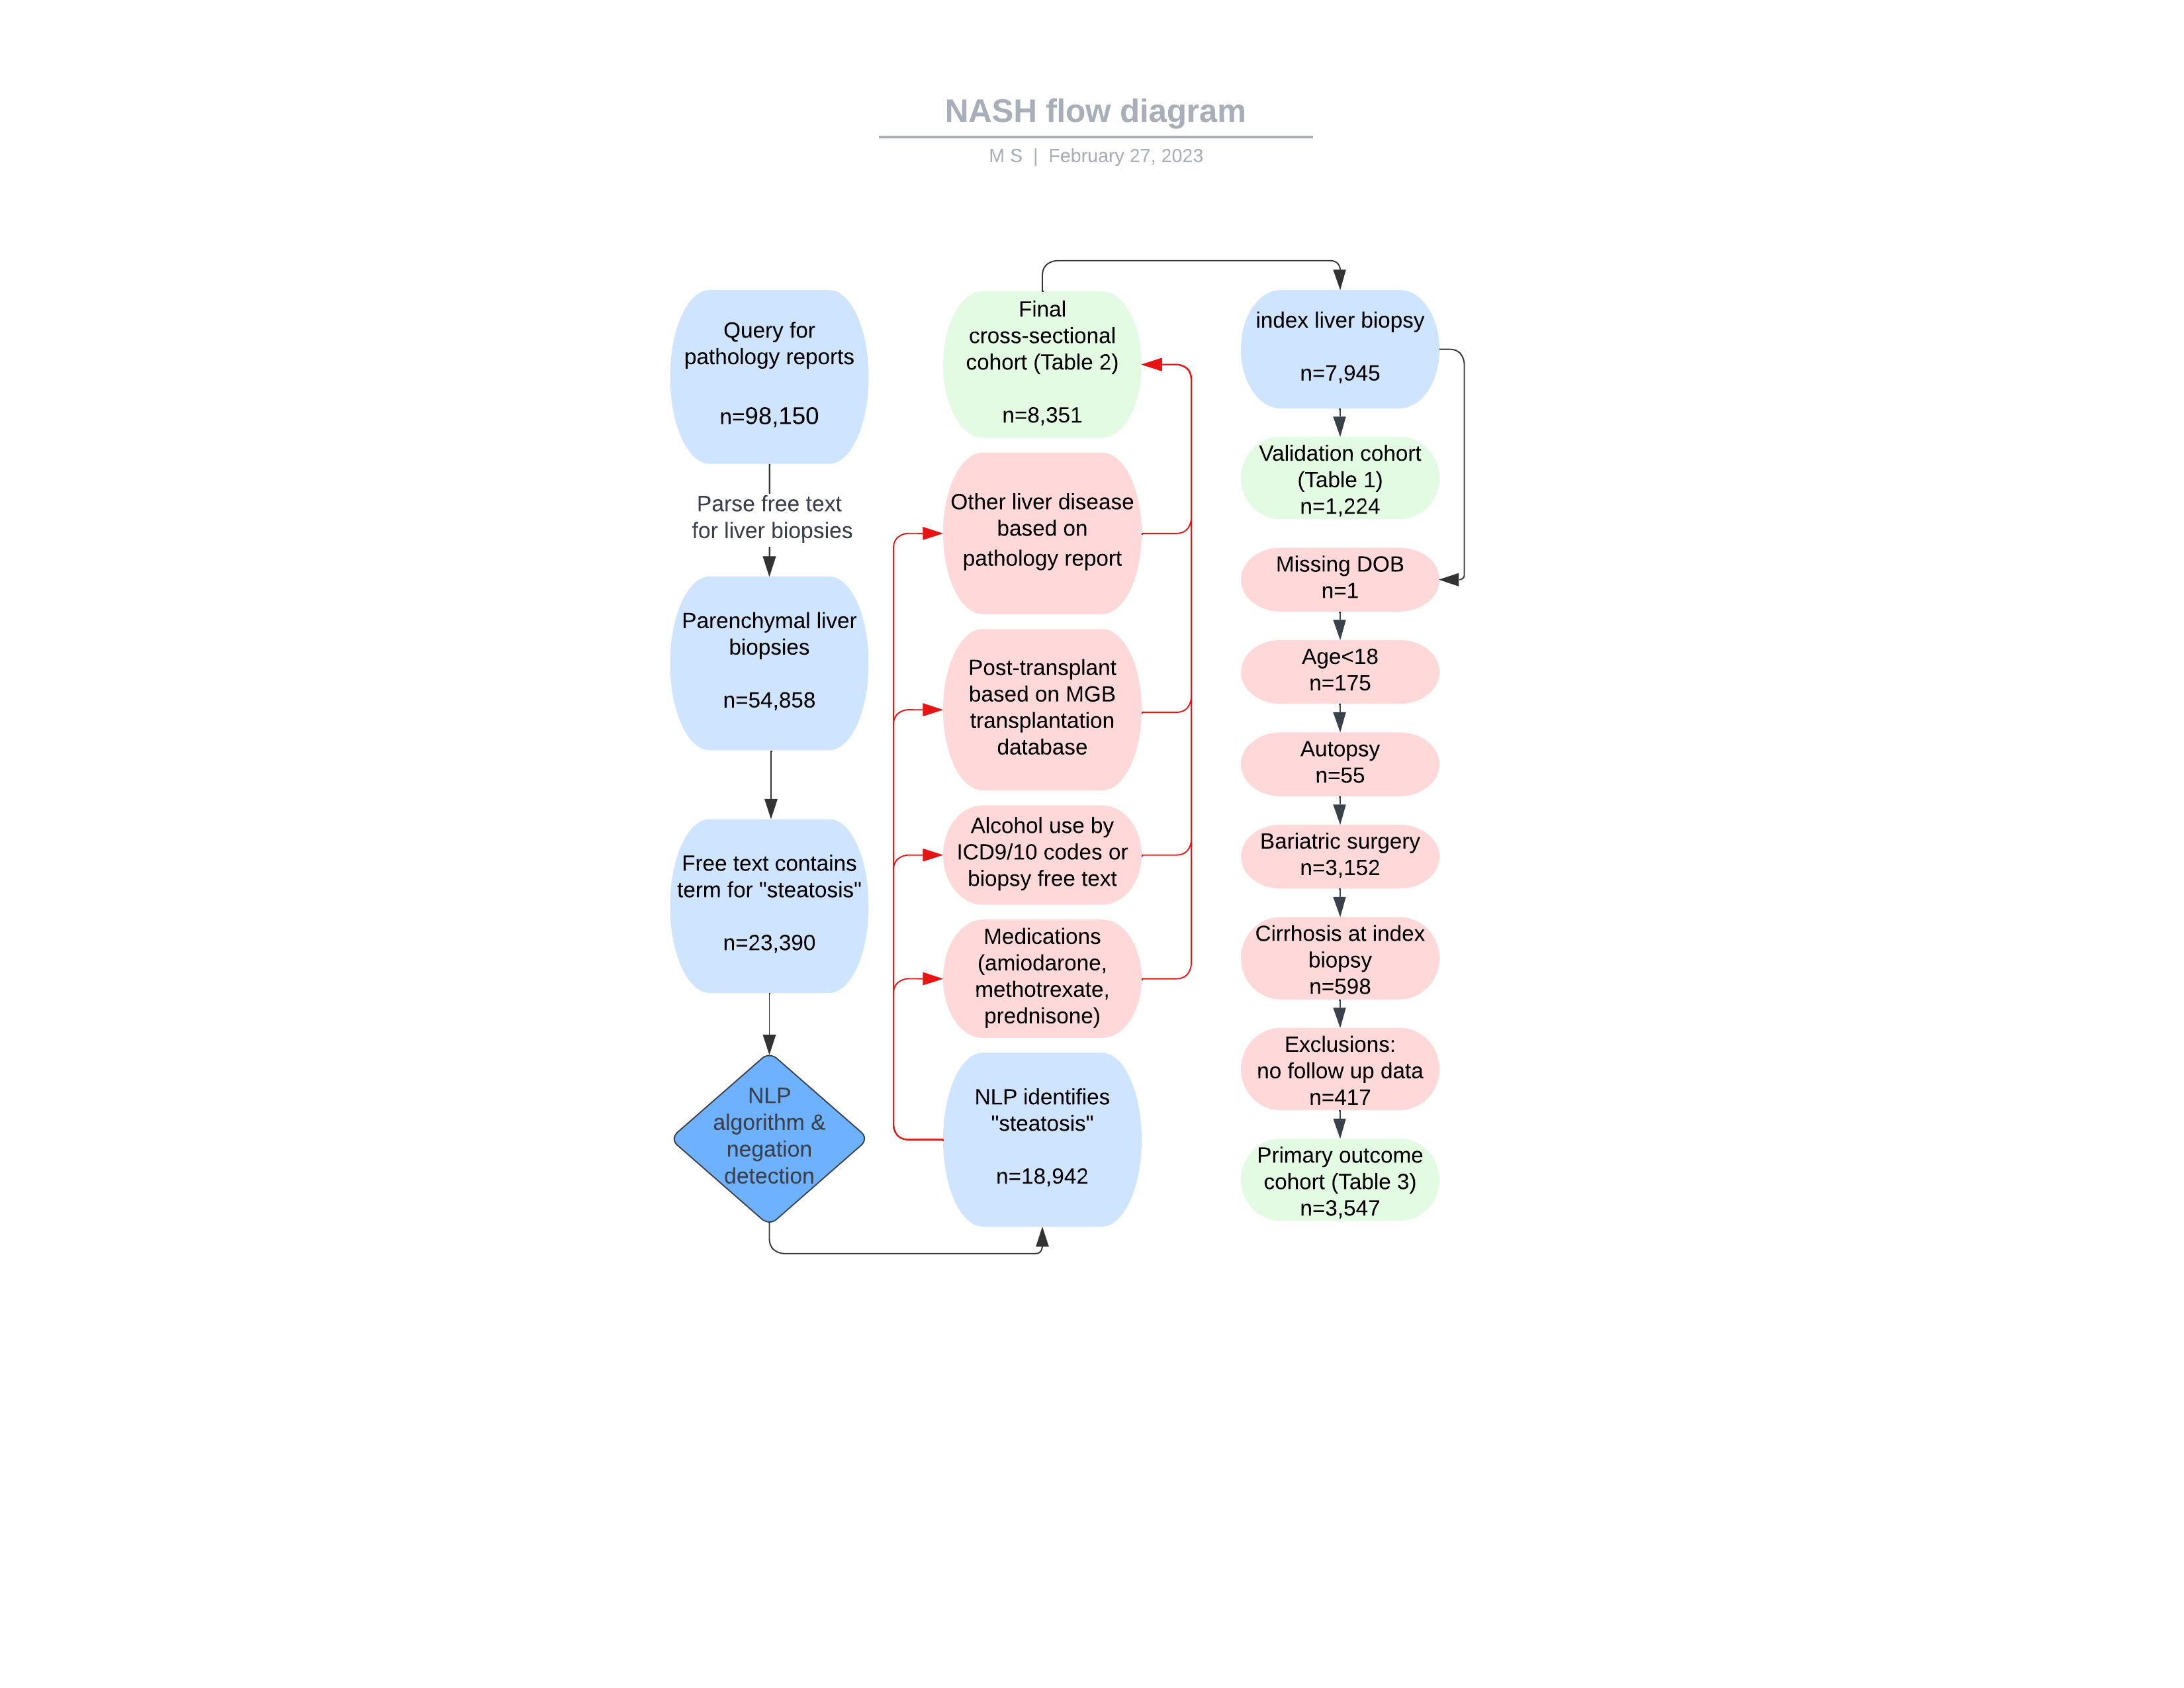 NASH flow diagram
M S | February 27, 2023
Query for
pathology reports
n=98,150
Parse free text
for liver biopsies
Parenchymal liver
biopsies
n=54,858
Free text contains
term for "steatosis"
n=23,390
NLP
algorithm &
negation
detection
Final
cross-sectional
cohort (Table 2)
n=8,351
Other liver disease
based on
pathology report
Post-transplant
based on MGB
transplantation
database
Alcohol use by
ICD9/10 codes or
biopsy free text
Medications
(amiodarone,
methotrexate,
prednisone)
NLP identifies
"steatosis"
n=18,942
index liver biopsy
n=7,945
Validation cohort
(Table 1)
n=1,224
Missing DOB
n=1
Age<18
n=175
Autopsy
n=55
Bariatric surgery
n=3,152
Cirrhosis at index
biopsy
n=598
Exclusions:
no follow up data
n=417
Primary outcome
cohort (Table 3)
n=3,547